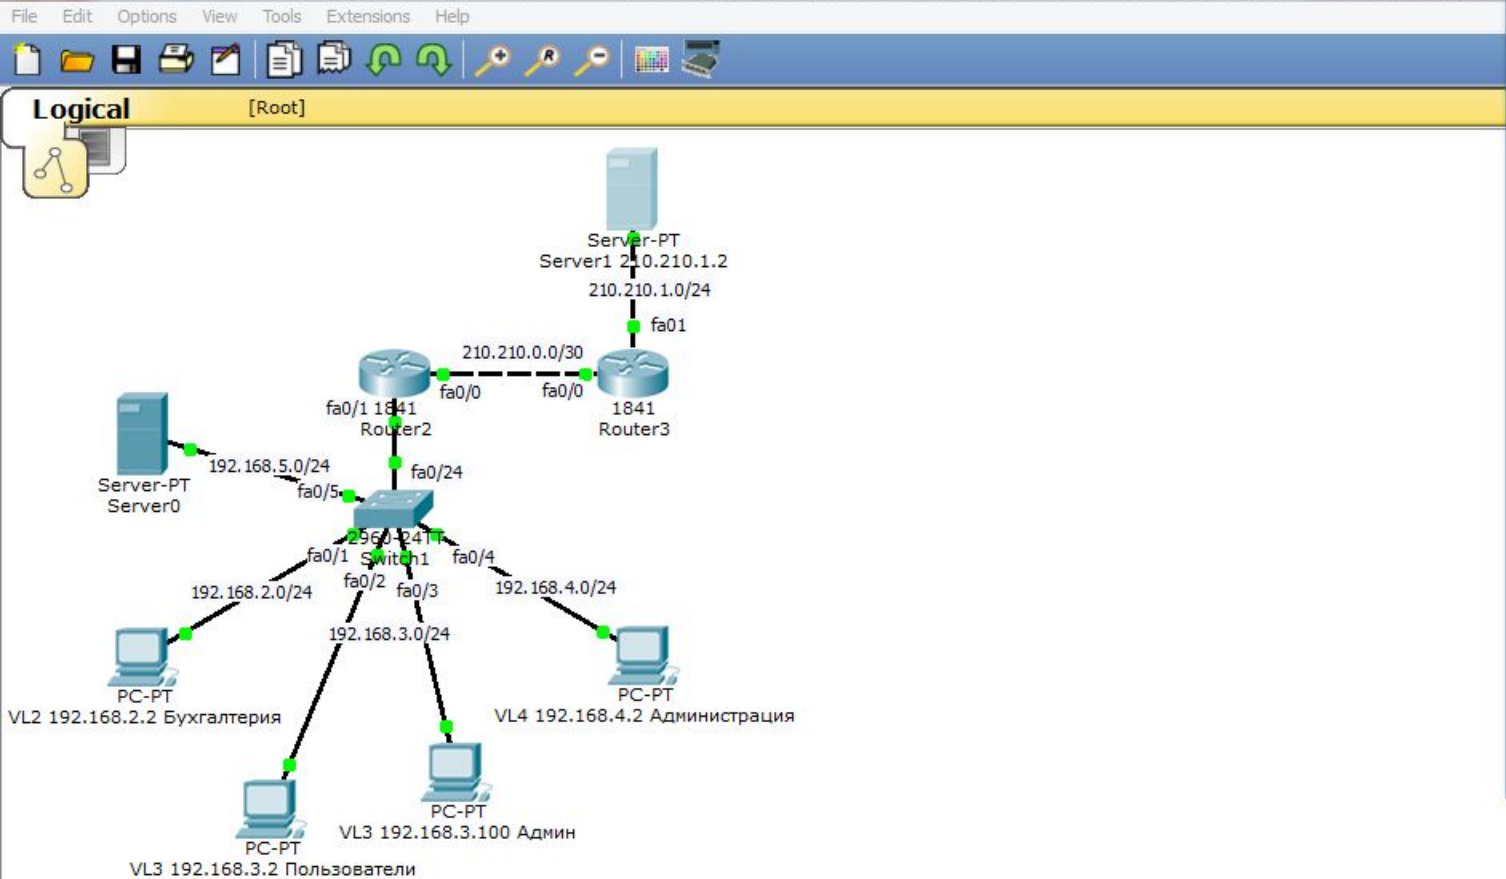 File Edit Options View Tools Extensions Help
Logical [Root]
Server-PT
Server1 210.210.1.2
210.210.1.0/24
fa01
210.210.0.0/30
fa0/0
fa0/0
fa0/1 1841
Router2
1841
Router3
192.168.5.0/24
fa0/24
Server-PT
Server0
fa0/5
2960-24TT
Switch1
fa0/1
fa0/2
fa0/3
fa0/4
192.168.2.0/24
192.168.4.0/24
192.168.3.0/24
PC-PT
VL2 192.168.2.2 Бухгалтерия
PC-PT
VL4 192.168.4.2 Администрация
PC-PT
VL3 192.168.3.100 Админ
PC-PT
VL3 192.168.3.2 Пользователи